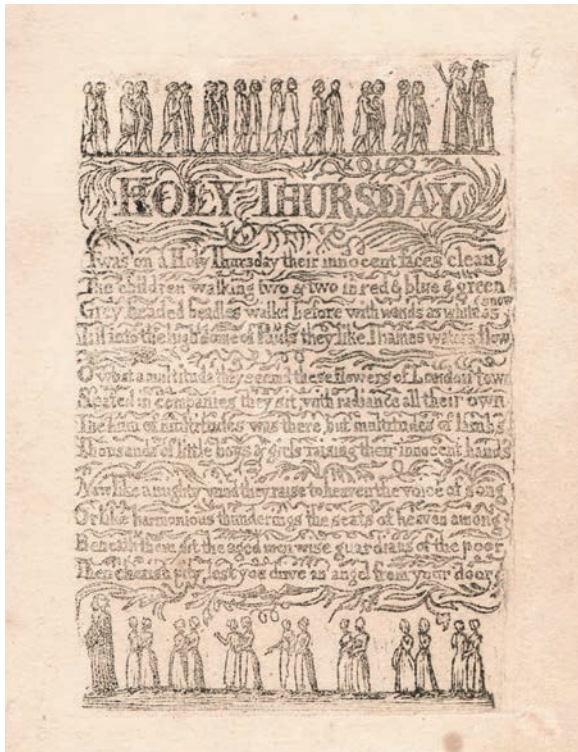 HOLY THURSDAY
Twas on a Holy Thursday their innocent faces clean
The children walking two & two in red & blue & green
Grey headed beadles walkd before with wands as white as snow
Till into the high dome of Pauls they like Thames waters flow
O what a multitude they seemd these flowers of London town
Seated in companies they sit with radiance all their own
The hum of multitudes was there but multitudes of lambs
Thousands of little boys & girls raising their innocent hands
Now like a mighty wind they raise to heaven the voice of song
Or like harmonious thunderings the seats of heaven among
Beneath them sit the aged men wise guardians of the poor
Then cherish pity, lest you drive an angel from your door